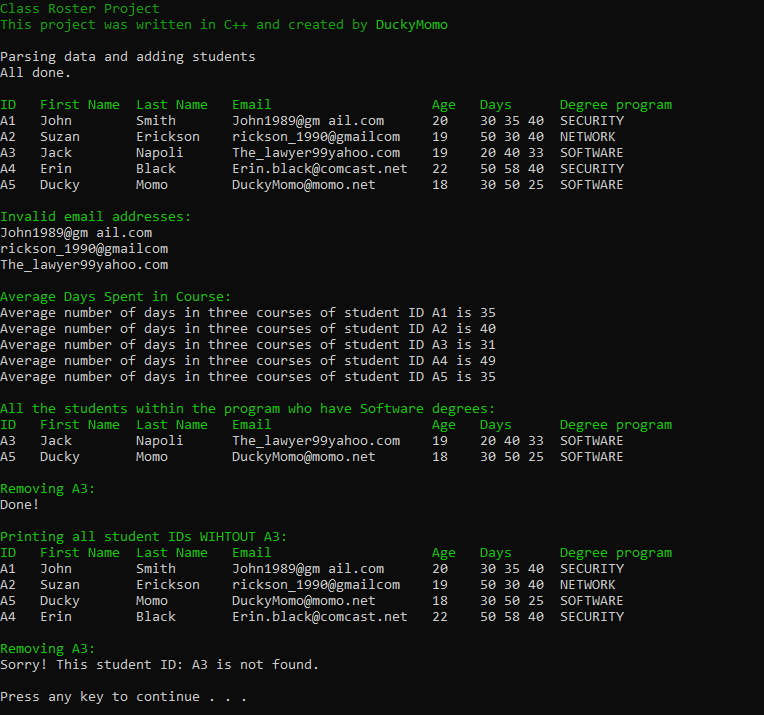 Class Roster Project
This project was written in C++ and created by DuckyMomo
Parsing data and adding students
All done.
ID First Name Last Name Email Age Days Degree program
A1 John Smith John1989@gm ail.com 20 30 35 40 SECURITY
A2 Suzan Erickson rickson_1990@gmailcom 19 50 30 40 NETWORK
A3 Jack Napoli The_lawyer99yahoo.com 19 20 40 33 SOFTWARE
A4 Erin Black Erin.black@comcast.net 22 50 58 40 SECURITY
A5 Ducky Momo DuckyMomo@momo.net 18 30 50 25 SOFTWARE
Invalid email addresses:
John1989@gm ail.com
rickson_1990@gmailcom
The_lawyer99yahoo.com
Average Days Spent in Course:
Average number of days in three courses of student ID A1 is 35
Average number of days in three courses of student ID A2 is 40
Average number of days in three courses of student ID A3 is 31
Average number of days in three courses of student ID A4 is 49
Average number of days in three courses of student ID A5 is 35
All the students within the program who have Software degrees:
ID First Name Last Name Email Age Days Degree program
A3 Jack Napoli The_lawyer99yahoo.com 19 20 40 33 SOFTWARE
A5 Ducky Momo DuckyMomo@momo.net 18 30 50 25 SOFTWARE
Removing A3:
Done!
Printing all student IDs WIHTOUT A3:
ID First Name Last Name Email Age Days Degree program
A1 John Smith John1989@gm ail.com 20 30 35 40 SECURITY
A2 Suzan Erickson rickson_1990@gmailcom 19 50 30 40 NETWORK
A5 Ducky Momo DuckyMomo@momo.net 18 30 50 25 SOFTWARE
A4 Erin Black Erin.black@comcast.net 22 50 58 40 SECURITY
Removing A3:
Sorry! This student ID: A3 is not found.
Press any key to continue . . .